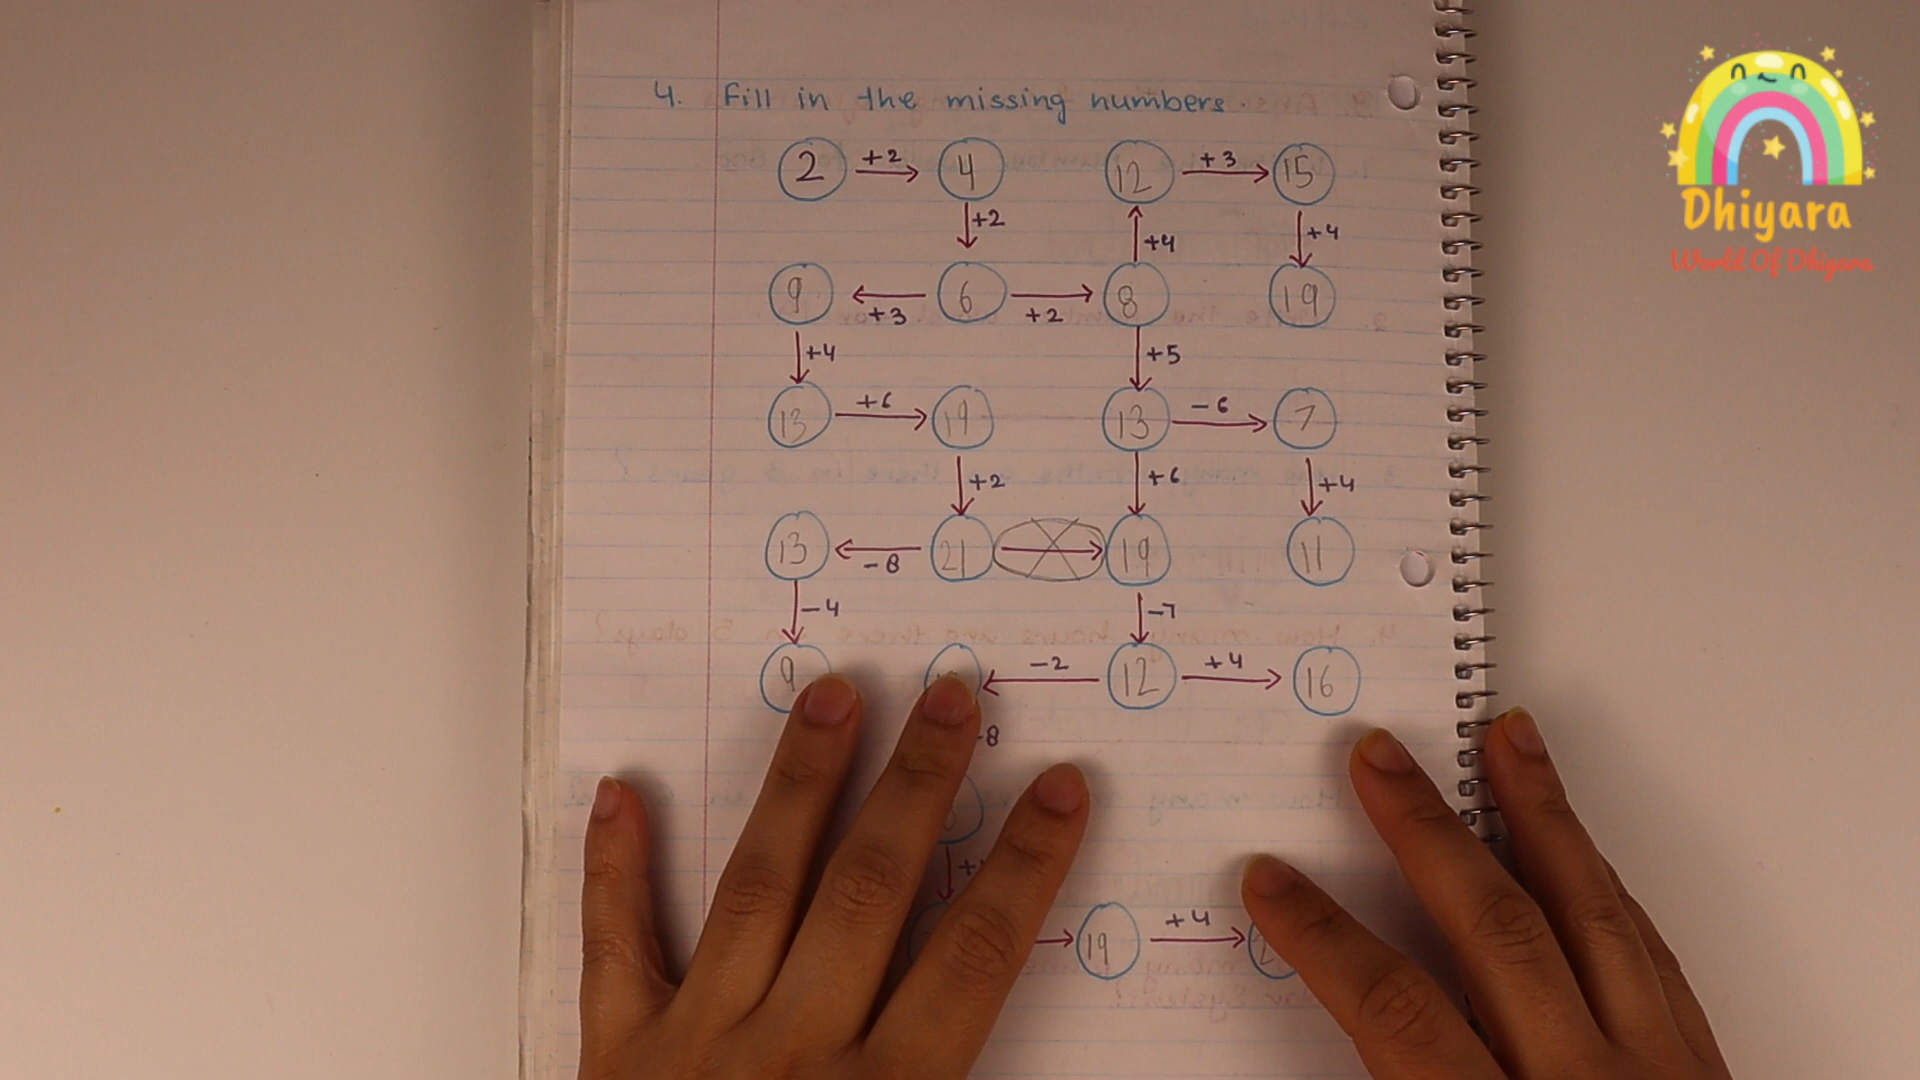 4. Fill in the missing numbers
2 +2 4 12 +3 15
+2 +4 +4
9 +3 6 +2 8 19
+4 +5
13 +6 19 13 -6 7
+2 +6 +4
13 -8 21 19 11
-4 -7
9 -2 12 +4 16
-8
19 +4
Dhiyara
World Of Dhiyara